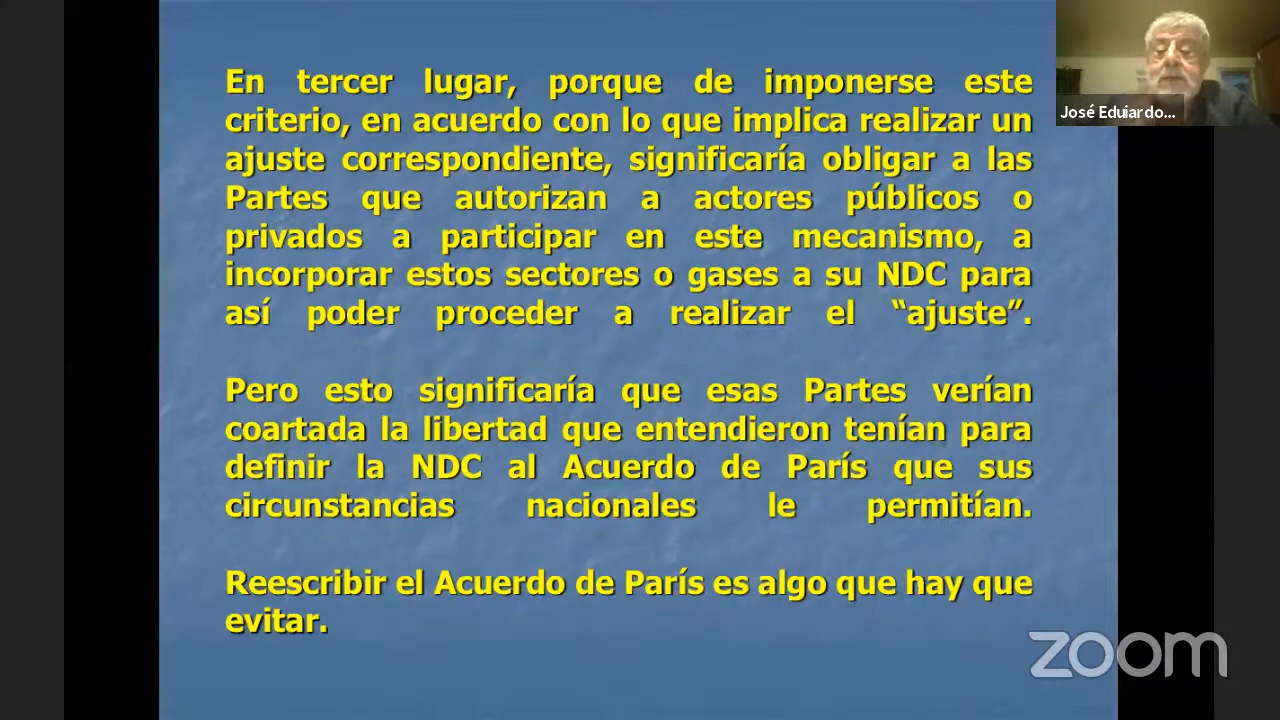 En tercer lugar, porque de imponerse este
criterio, en acuerdo con lo que implica realizar un
ajuste correspondiente, significaría obligar a las
Partes que autorizan a actores públicos o
privados a participar en este mecanismo, a
incorporar estos sectores o gases a su NDC para
así poder proceder a realizar el “ajuste”.
Pero esto significaría que esas Partes verían
coartada la libertad que entendieron tenían para
definir la NDC al Acuerdo de París que sus
circunstancias nacionales le permitían.
Reescribir el Acuerdo de París es algo que hay que
evitar.
José Eduiardo...
zoom